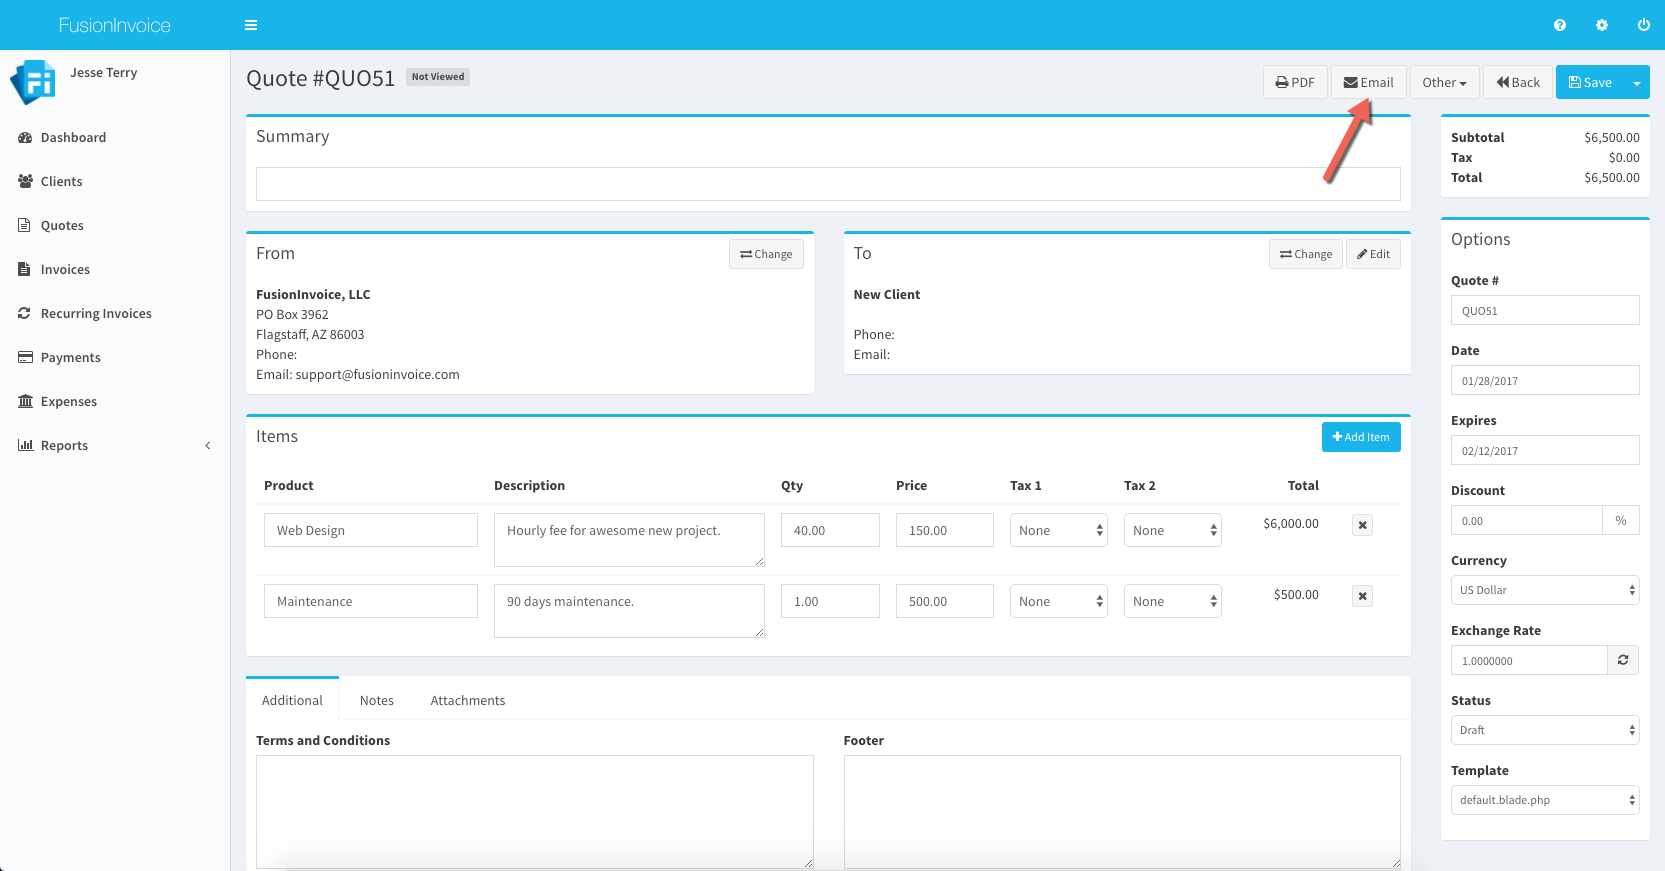 FusionInvoice
Jesse Terry
Dashboard
Clients
Quotes
Invoices
Recurring Invoices
Payments
Expenses
Reports
Quote #QUO51 Not Viewed
PDF Email Other Back Save
Summary
From Change
FusionInvoice, LLC
PO Box 3962
Flagstaff, AZ 86003
Phone:
Email: support@fusioninvoice.com
To Change Edit
New Client
Phone:
Email:
Items Add Item
Product Description Qty Price Tax 1 Tax 2 Total
Web Design Hourly fee for awesome new project. 40.00 150.00 None None $6,000.00
Maintenance 90 days maintenance. 1.00 500.00 None None $500.00
Additional Notes Attachments
Terms and Conditions Footer
Subtotal $6,500.00
Tax $0.00
Total $6,500.00
Options
Quote #
QUO51
Date
01/28/2017
Expires
02/12/2017
Discount
0.00 %
Currency
US Dollar
Exchange Rate
1.0000000
Status
Draft
Template
default.blade.php